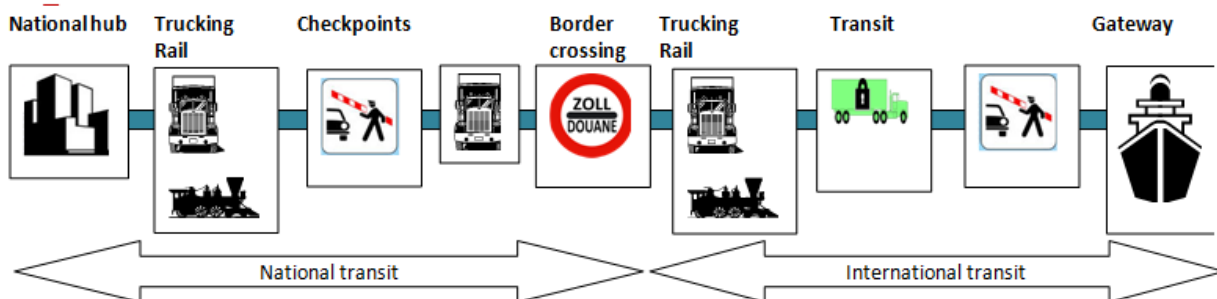 National hub
Trucking
Rail
Checkpoints
Border
crossing
Trucking
Rail
Transit
Gateway
ZOLL
DOUANE
National transit
International transit